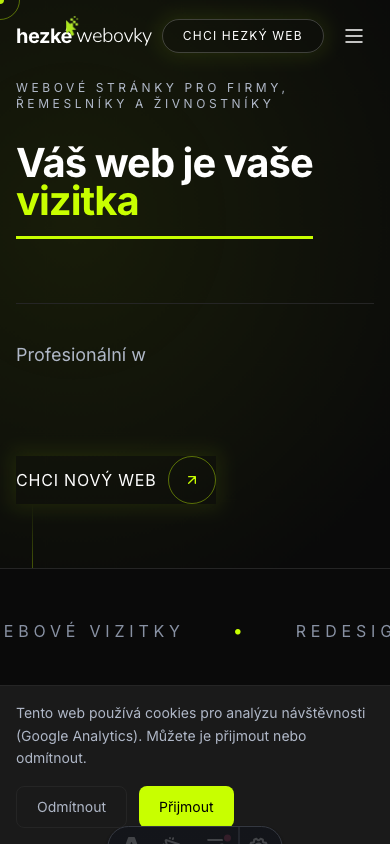 hezké webovky
CHCI HEZKÝ WEB
WEBOVÉ STRÁNKY PRO FIRMY,
ŘEMESLNÍKY A ŽIVNOSTNÍKY
Váš web je vaše
vizitka
Profesionální w
CHCI NOVÝ WEB
EBOVÉ VIZITKY • REDESIG
Tento web používá cookies pro analýzu návštěvnosti
(Google Analytics). Můžete je přijmout nebo
odmítnout.
Odmítnout
Přijmout